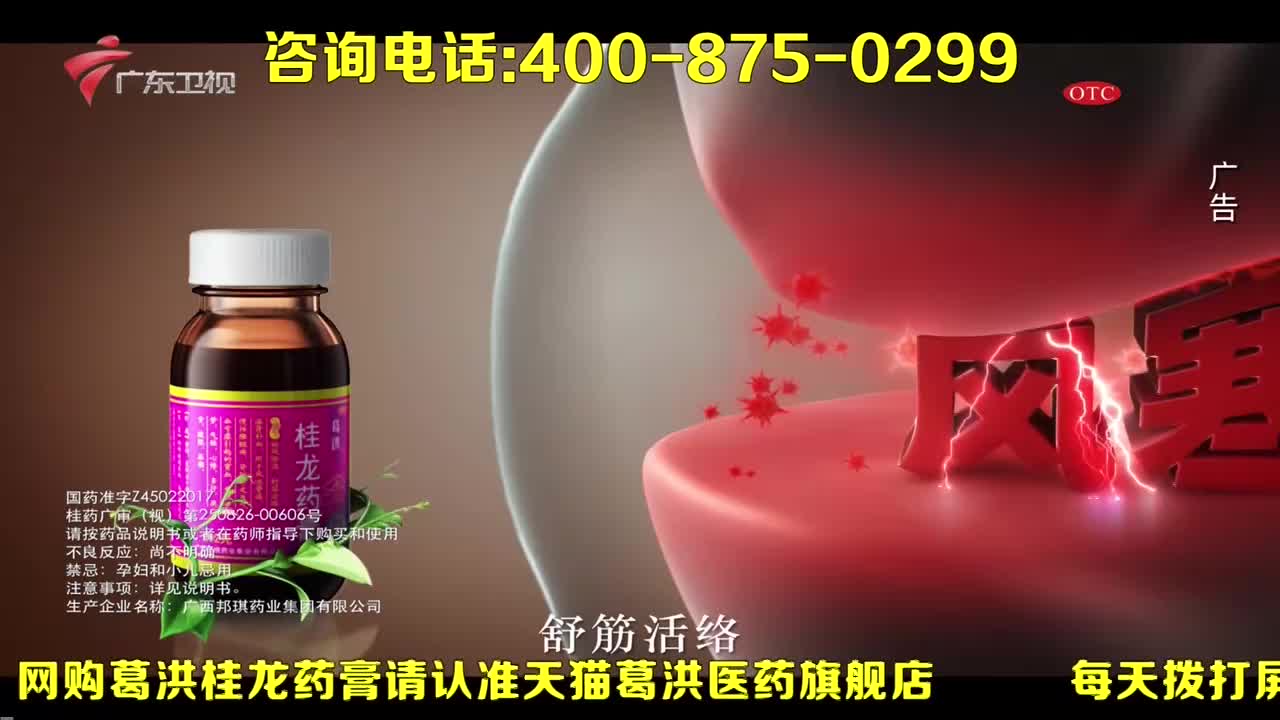 咨询电话:400-875-0299
广东卫视
OTC
广告
风寒
桂龙药
国药准字Z45022017
桂药广审（视）第250826-00606号
请按药品说明书或者在药师指导下购买和使用
不良反应：尚不明确
禁忌：孕妇和小儿忌用
注意事项：详见说明书。
生产企业名称：广西邦琪药业集团有限公司
舒筋活络
网购葛洪桂龙药膏请认准天猫葛洪医药旗舰店 每天拨打屏